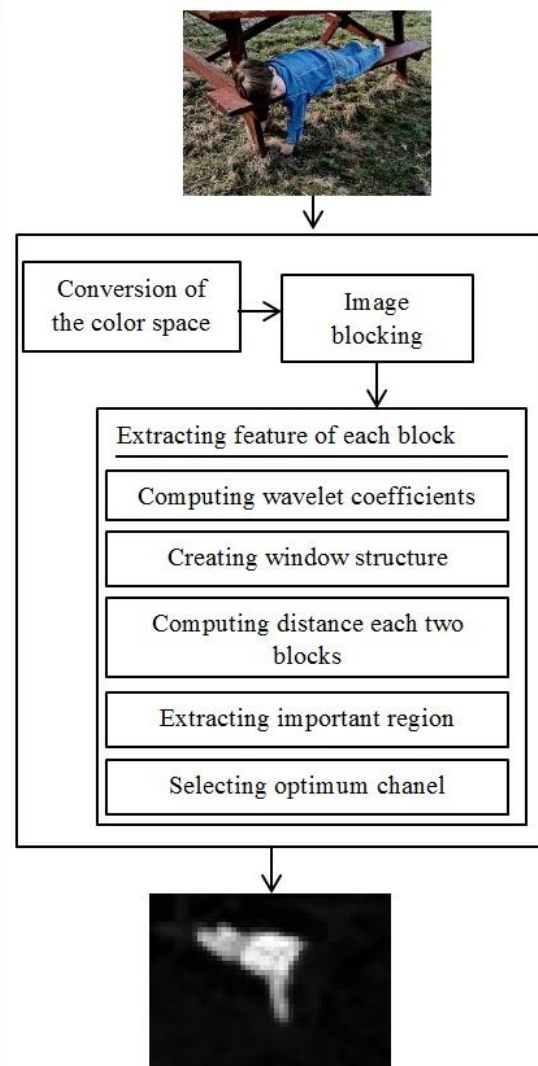 Conversion of
the color space
Image
blocking
Extracting feature of each block
Computing wavelet coefficients
Creating window structure
Computing distance each two
blocks
Extracting important region
Selecting optimum chanel